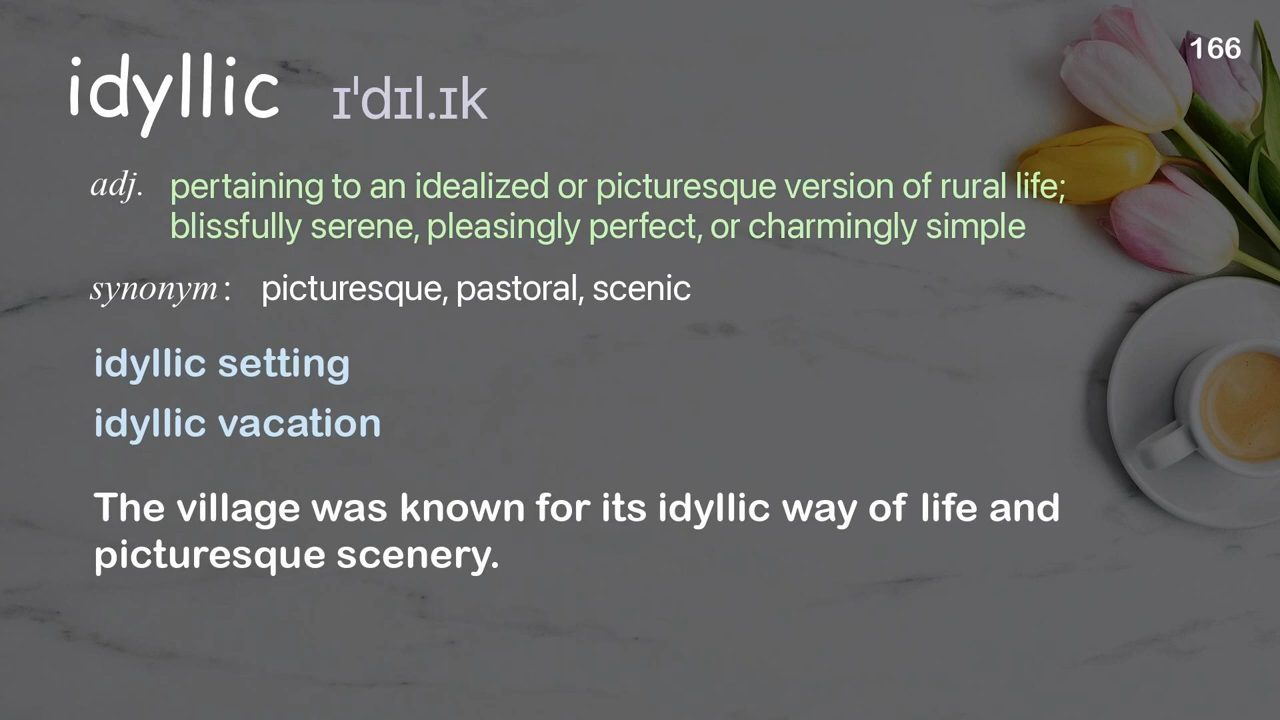 166
idyllic ɪˈdɪl.ɪk
adj. pertaining to an idealized or picturesque version of rural life;
blissfully serene, pleasingly perfect, or charmingly simple
synonym: picturesque, pastoral, scenic
idyllic setting
idyllic vacation
The village was known for its idyllic way of life and
picturesque scenery.